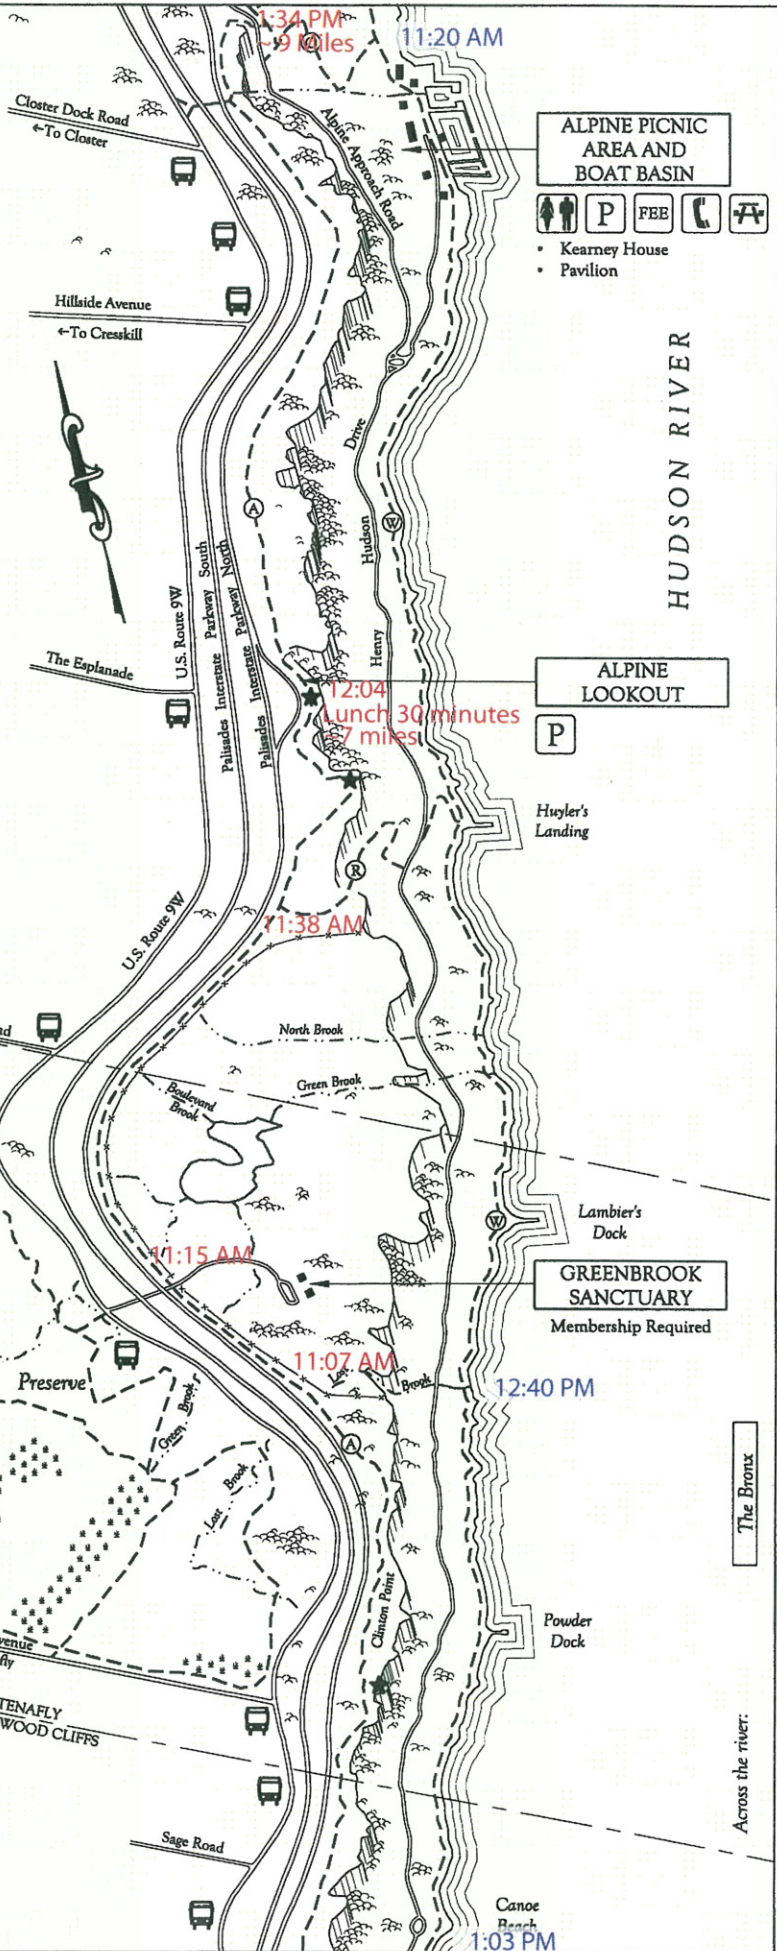 1:34 PM
~9 Miles
11:20 AM
Closter Dock Road
←To Closter
Alpine Approach Road
ALPINE PICNIC
AREA AND
BOAT BASIN
P
FEE
• Kearney House
• Pavilion
Hillside Avenue
←To Cresskill
HUDSON RIVER
Drive
A
W
Hudson
Henry
U.S. Route 9W
Palisades Interstate Parkway South
Palisades Interstate Parkway North
The Esplanade
ALPINE
LOOKOUT
P
12:04
Lunch 30 minutes
~7 miles
Huyler's
Landing
R
U.S. Route 9W
11:38 AM
North Brook
Green Brook
Boulevard
Brook
W
Lambier's
Dock
11:15 AM
GREENBROOK
SANCTUARY
Membership Required
11:07 AM
Lost Brook
12:40 PM
Preserve
Green Brook
A
Lost Brook
The Bronx
Clinton Point
Powder
Dock
TENAFLY
WOOD CLIFFS
Across the river:
Sage Road
Canoe
Beach
1:03 PM